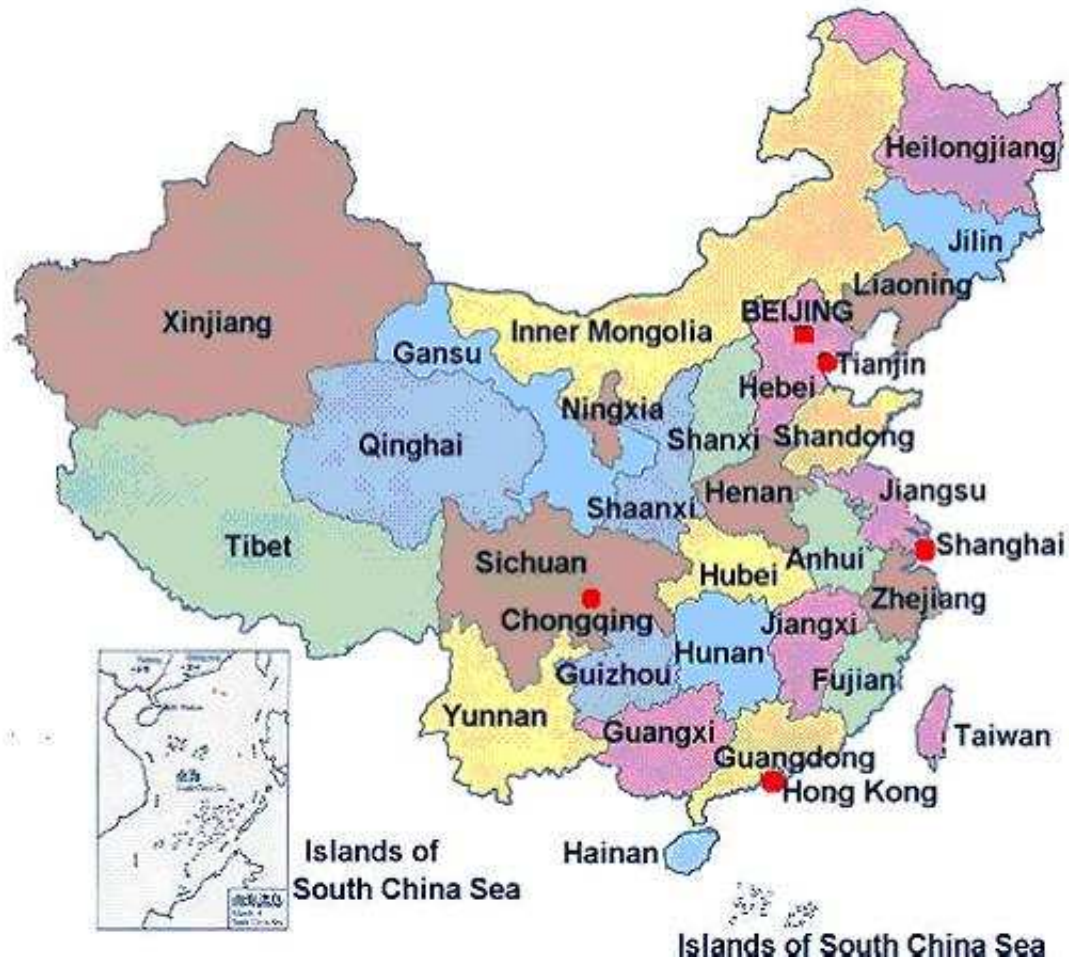 Heilongjiang
Jilin
Liaoning
BEIJING
Xinjiang
Inner Mongolia
Gansu
Tianjin
Hebei
Ningxia
Shanxi
Shandong
Qinghai
Henan
Jiangsu
Shaanxi
Tibet
Shanghai
Sichuan
Anhui
Hubei
Zhejiang
Chongqing
Jiangxi
Hunan
Guizhou
Fujian
Yunnan
Guangxi
Taiwan
Guangdong
Hong Kong
Hainan
Islands of
South China Sea
Islands of South China Sea